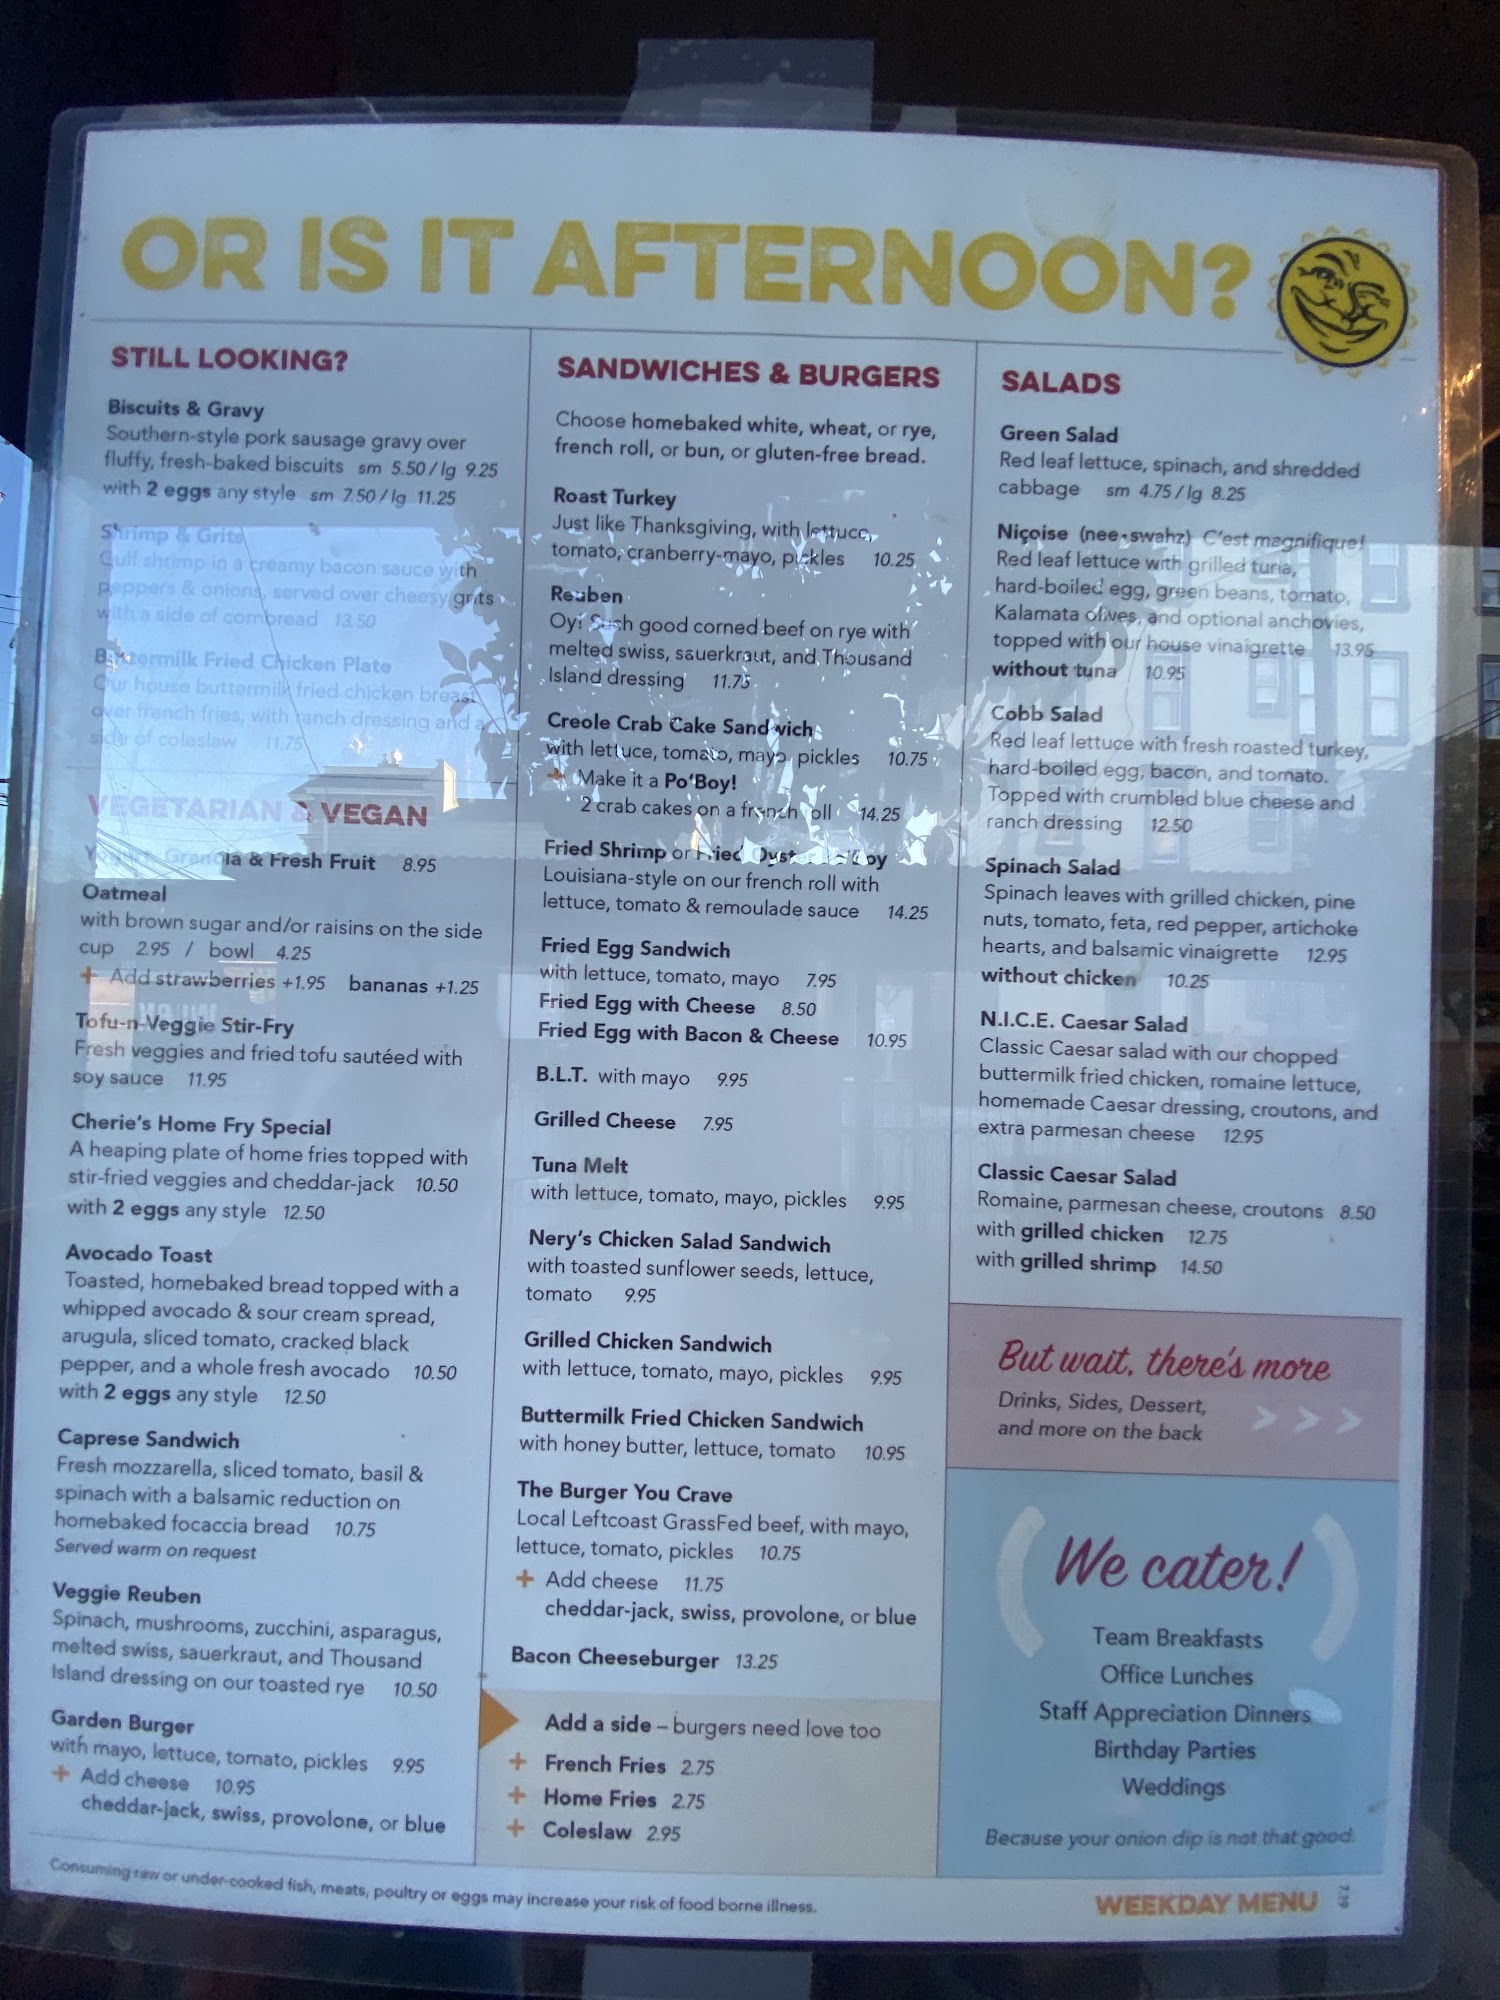 OR IS IT AFTERNOON?
STILL LOOKING?
Biscuits & Gravy
Southern-style pork sausage gravy over
fluffy, fresh-baked biscuits sm 5.50 / lg 9.25
with 2 eggs any style sm 7.50 / lg 11.25
Shrimp & Grits
Gulf shrimp in a creamy bacon sauce with
peppers & onions, served over cheesy grits
with a side of cornbread 13.50
Buttermilk Fried Chicken Plate
Our house buttermilk fried chicken breast
over french fries, with ranch dressing and a
side of coleslaw 11.75
VEGETARIAN & VEGAN
Yogurt, Granola & Fresh Fruit 8.95
Oatmeal
with brown sugar and/or raisins on the side
cup 2.95 / bowl 4.25
+ Add strawberries +1.95 bananas +1.25
Tofu-n-Veggie Stir-Fry
Fresh veggies and fried tofu sautéed with
soy sauce 11.95
Cherie's Home Fry Special
A heaping plate of home fries topped with
stir-fried veggies and cheddar-jack 10.50
with 2 eggs any style 12.50
Avocado Toast
Toasted, homebaked bread topped with a
whipped avocado & sour cream spread,
arugula, sliced tomato, cracked black
pepper, and a whole fresh avocado 10.50
with 2 eggs any style 12.50
Caprese Sandwich
Fresh mozzarella, sliced tomato, basil &
spinach with a balsamic reduction on
homebaked focaccia bread 10.75
Served warm on request
Veggie Reuben
Spinach, mushrooms, zucchini, asparagus,
melted swiss, sauerkraut, and Thousand
Island dressing on our toasted rye 10.50
Garden Burger
with mayo, lettuce, tomato, pickles 9.95
+ Add cheese 10.95
cheddar-jack, swiss, provolone, or blue
SANDWICHES & BURGERS
Choose homebaked white, wheat, or rye,
french roll, or bun, or gluten-free bread.
Roast Turkey
Just like Thanksgiving, with lettuce,
tomato, cranberry-mayo, pickles 10.25
Reuben
Oy! Such good corned beef on rye with
melted swiss, sauerkraut, and Thousand
Island dressing 11.75
Creole Crab Cake Sandwich
with lettuce, tomato, mayo, pickles 10.75
+ Make it a Po'Boy!
2 crab cakes on a french roll 14.25
Fried Shrimp or Fried Oyster Po'Boy
Louisiana-style on our french roll with
lettuce, tomato & remoulade sauce 14.25
Fried Egg Sandwich
with lettuce, tomato, mayo 7.95
Fried Egg with Cheese 8.50
Fried Egg with Bacon & Cheese 10.95
B.L.T. with mayo 9.95
Grilled Cheese 7.95
Tuna Melt
with lettuce, tomato, mayo, pickles 9.95
Nery's Chicken Salad Sandwich
with toasted sunflower seeds, lettuce,
tomato 9.95
Grilled Chicken Sandwich
with lettuce, tomato, mayo, pickles 9.95
Buttermilk Fried Chicken Sandwich
with honey butter, lettuce, tomato 10.95
The Burger You Crave
Local Leftcoast GrassFed beef, with mayo,
lettuce, tomato, pickles 10.75
+ Add cheese 11.75
cheddar-jack, swiss, provolone, or blue
Bacon Cheeseburger 13.25
Add a side – burgers need love too
+ French Fries 2.75
+ Home Fries 2.75
+ Coleslaw 2.95
SALADS
Green Salad
Red leaf lettuce, spinach, and shredded
cabbage sm 4.75 / lg 8.25
Niçoise (nee-swahz) C'est magnifique!
Red leaf lettuce with grilled tuna,
hard-boiled egg, green beans, tomato,
Kalamata olives, and optional anchovies,
topped with our house vinaigrette 13.95
without tuna 10.95
Cobb Salad
Red leaf lettuce with fresh roasted turkey,
hard-boiled egg, bacon, and tomato.
Topped with crumbled blue cheese and
ranch dressing 12.50
Spinach Salad
Spinach leaves with grilled chicken, pine
nuts, tomato, feta, red pepper, artichoke
hearts, and balsamic vinaigrette 12.95
without chicken 10.25
N.I.C.E. Caesar Salad
Classic Caesar salad with our chopped
buttermilk fried chicken, romaine lettuce,
homemade Caesar dressing, croutons, and
extra parmesan cheese 12.95
Classic Caesar Salad
Romaine, parmesan cheese, croutons 8.50
with grilled chicken 12.75
with grilled shrimp 14.50
But wait, there's more
Drinks, Sides, Dessert,
and more on the back > > >
( We cater! )
Team Breakfasts
Office Lunches
Staff Appreciation Dinners
Birthday Parties
Weddings
Because your onion dip is not that good.
Consuming raw or under-cooked fish, meats, poultry or eggs may increase your risk of food borne illness.
WEEKDAY MENU
7.19